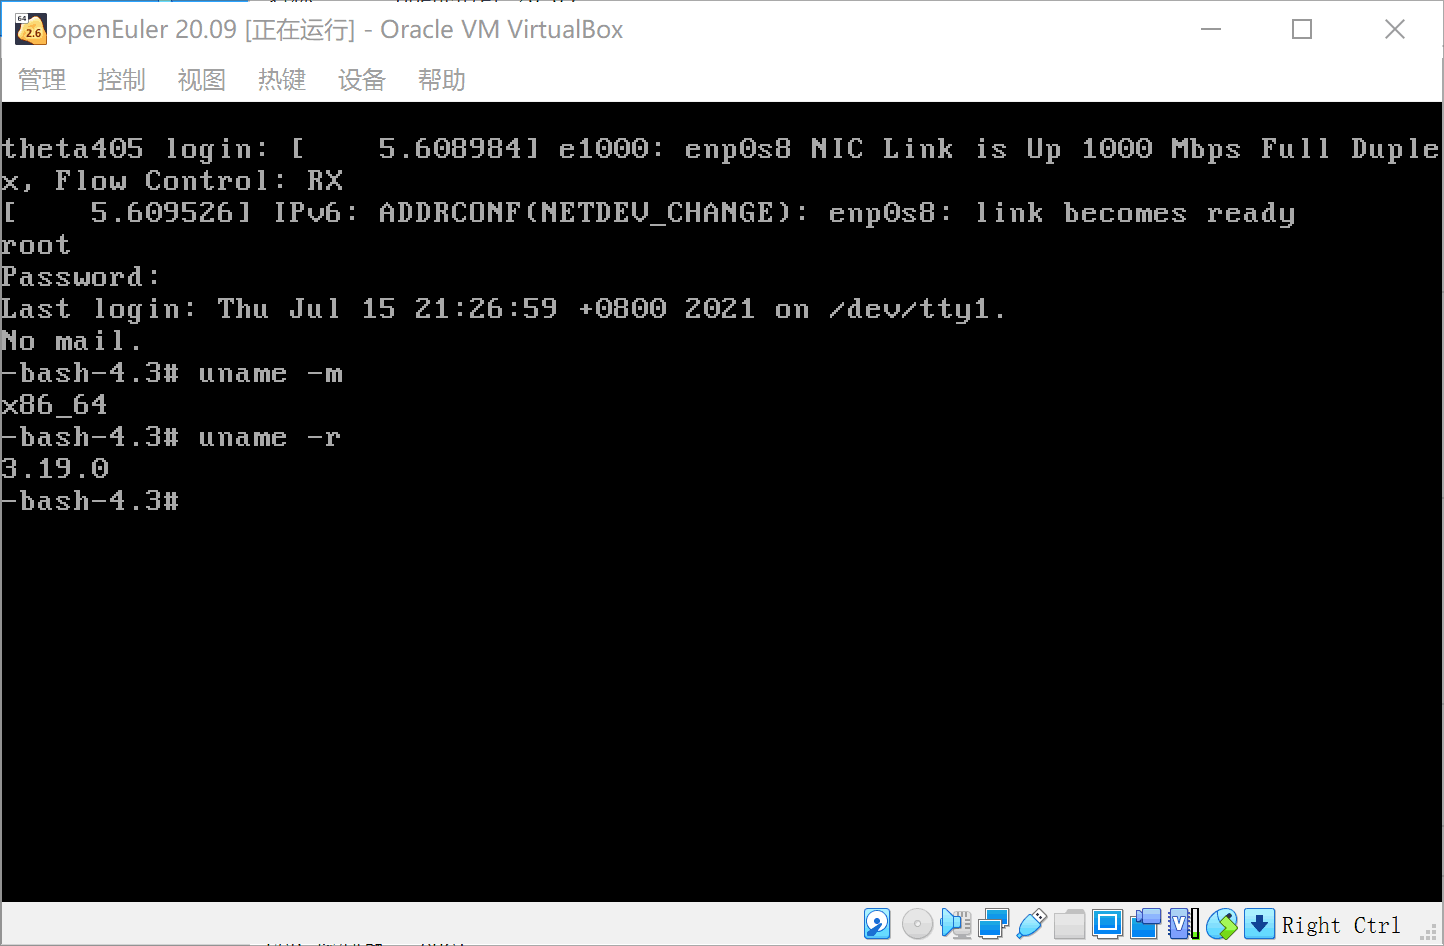 openEuler 20.09 [正在运行] - Oracle VM VirtualBox
管理 控制 视图 热键 设备 帮助
theta405 login: [    5.608984] e1000: enp0s8 NIC Link is Up 1000 Mbps Full Duple
x, Flow Control: RX
[    5.609526] IPv6: ADDRCONF(NETDEV_CHANGE): enp0s8: link becomes ready
root
Password:
Last login: Thu Jul 15 21:26:59 +0800 2021 on /dev/tty1.
No mail.
-bash-4.3# uname -m
x86_64
-bash-4.3# uname -r
3.19.0
-bash-4.3#
Right Ctrl